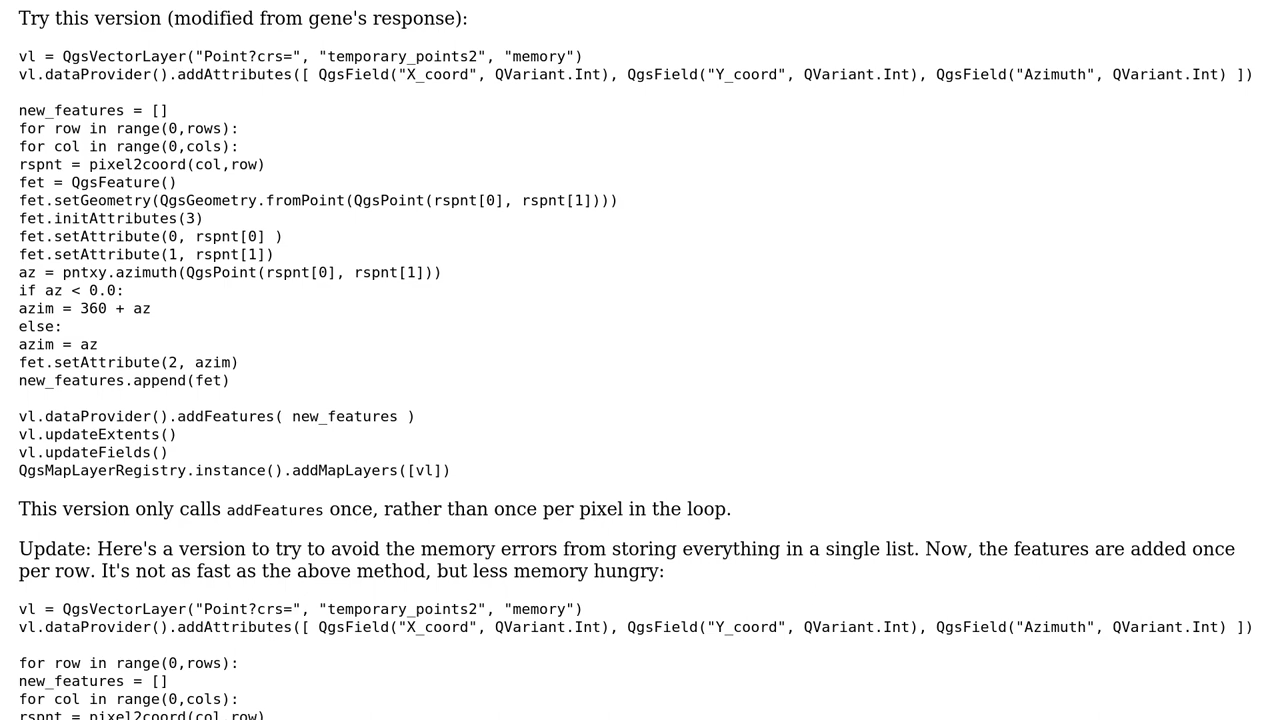 Try this version (modified from gene's response):
vl = QgsVectorLayer("Point?crs=", "temporary_points2", "memory")
vl.dataProvider().addAttributes([ QgsField("X_coord", QVariant.Int), QgsField("Y_coord", QVariant.Int), QgsField("Azimuth", QVariant.Int) ])
new_features = []
for row in range(0,rows):
for col in range(0,cols):
rspnt = pixel2coord(col,row)
fet = QgsFeature()
fet.setGeometry(QgsGeometry.fromPoint(QgsPoint(rspnt[0], rspnt[1])))
fet.initAttributes(3)
fet.setAttribute(0, rspnt[0] )
fet.setAttribute(1, rspnt[1])
az = pntxy.azimuth(QgsPoint(rspnt[0], rspnt[1]))
if az < 0.0:
azim = 360 + az
else:
azim = az
fet.setAttribute(2, azim)
new_features.append(fet)
vl.dataProvider().addFeatures( new_features )
vl.updateExtents()
vl.updateFields()
QgsMapLayerRegistry.instance().addMapLayers([vl])
This version only calls addFeatures once, rather than once per pixel in the loop.
Update: Here's a version to try to avoid the memory errors from storing everything in a single list. Now, the features are added once
per row. It's not as fast as the above method, but less memory hungry:
vl = QgsVectorLayer("Point?crs=", "temporary_points2", "memory")
vl.dataProvider().addAttributes([ QgsField("X_coord", QVariant.Int), QgsField("Y_coord", QVariant.Int), QgsField("Azimuth", QVariant.Int) ])
for row in range(0,rows):
new_features = []
for col in range(0,cols):
rspnt = pixel2coord(col,row)